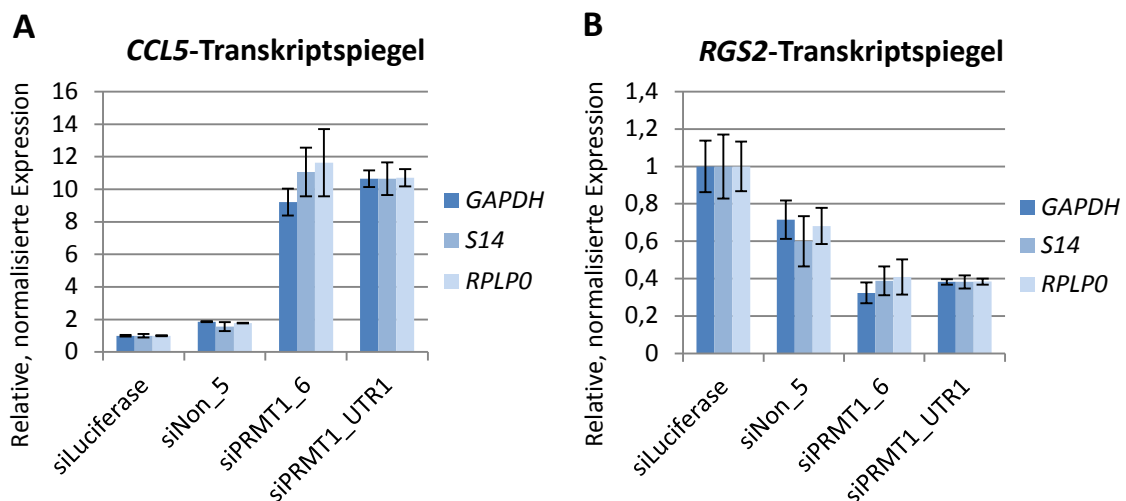 A
CCL5-Transkriptspiegel
Relative, normalisierte Expression
16
14
12
10
8
6
4
2
0
siLuciferase
siNon_5
siPRMT1_6
siPRMT1_UTR1
GAPDH
S14
RPLP0
B
RGS2-Transkriptspiegel
Relative, normalisierte Expression
1,4
1,2
1
0,8
0,6
0,4
0,2
0
siLuciferase
siNon_5
siPRMT1_6
siPRMT1_UTR1
GAPDH
S14
RPLP0